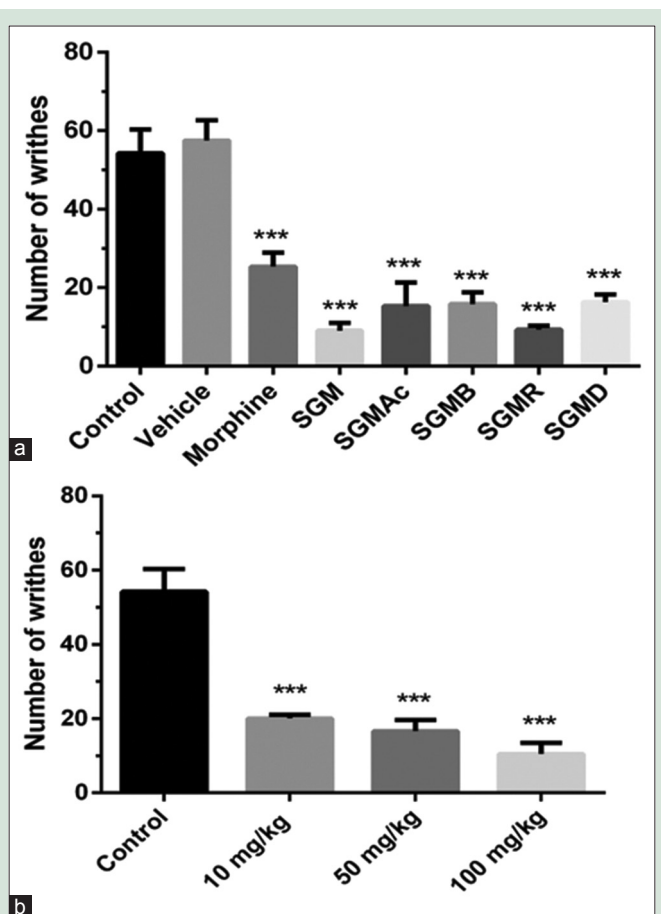 80
60
40
20
0
Number of writhes
***
***
***
***
***
***
Control
Vehicle
Morphine
SGM
SGMAc
SGMB
SGMR
SGMD
a
80
60
40
20
0
Number of writhes
***
***
***
Control
10 mg/kg
50 mg/kg
100 mg/kg
b